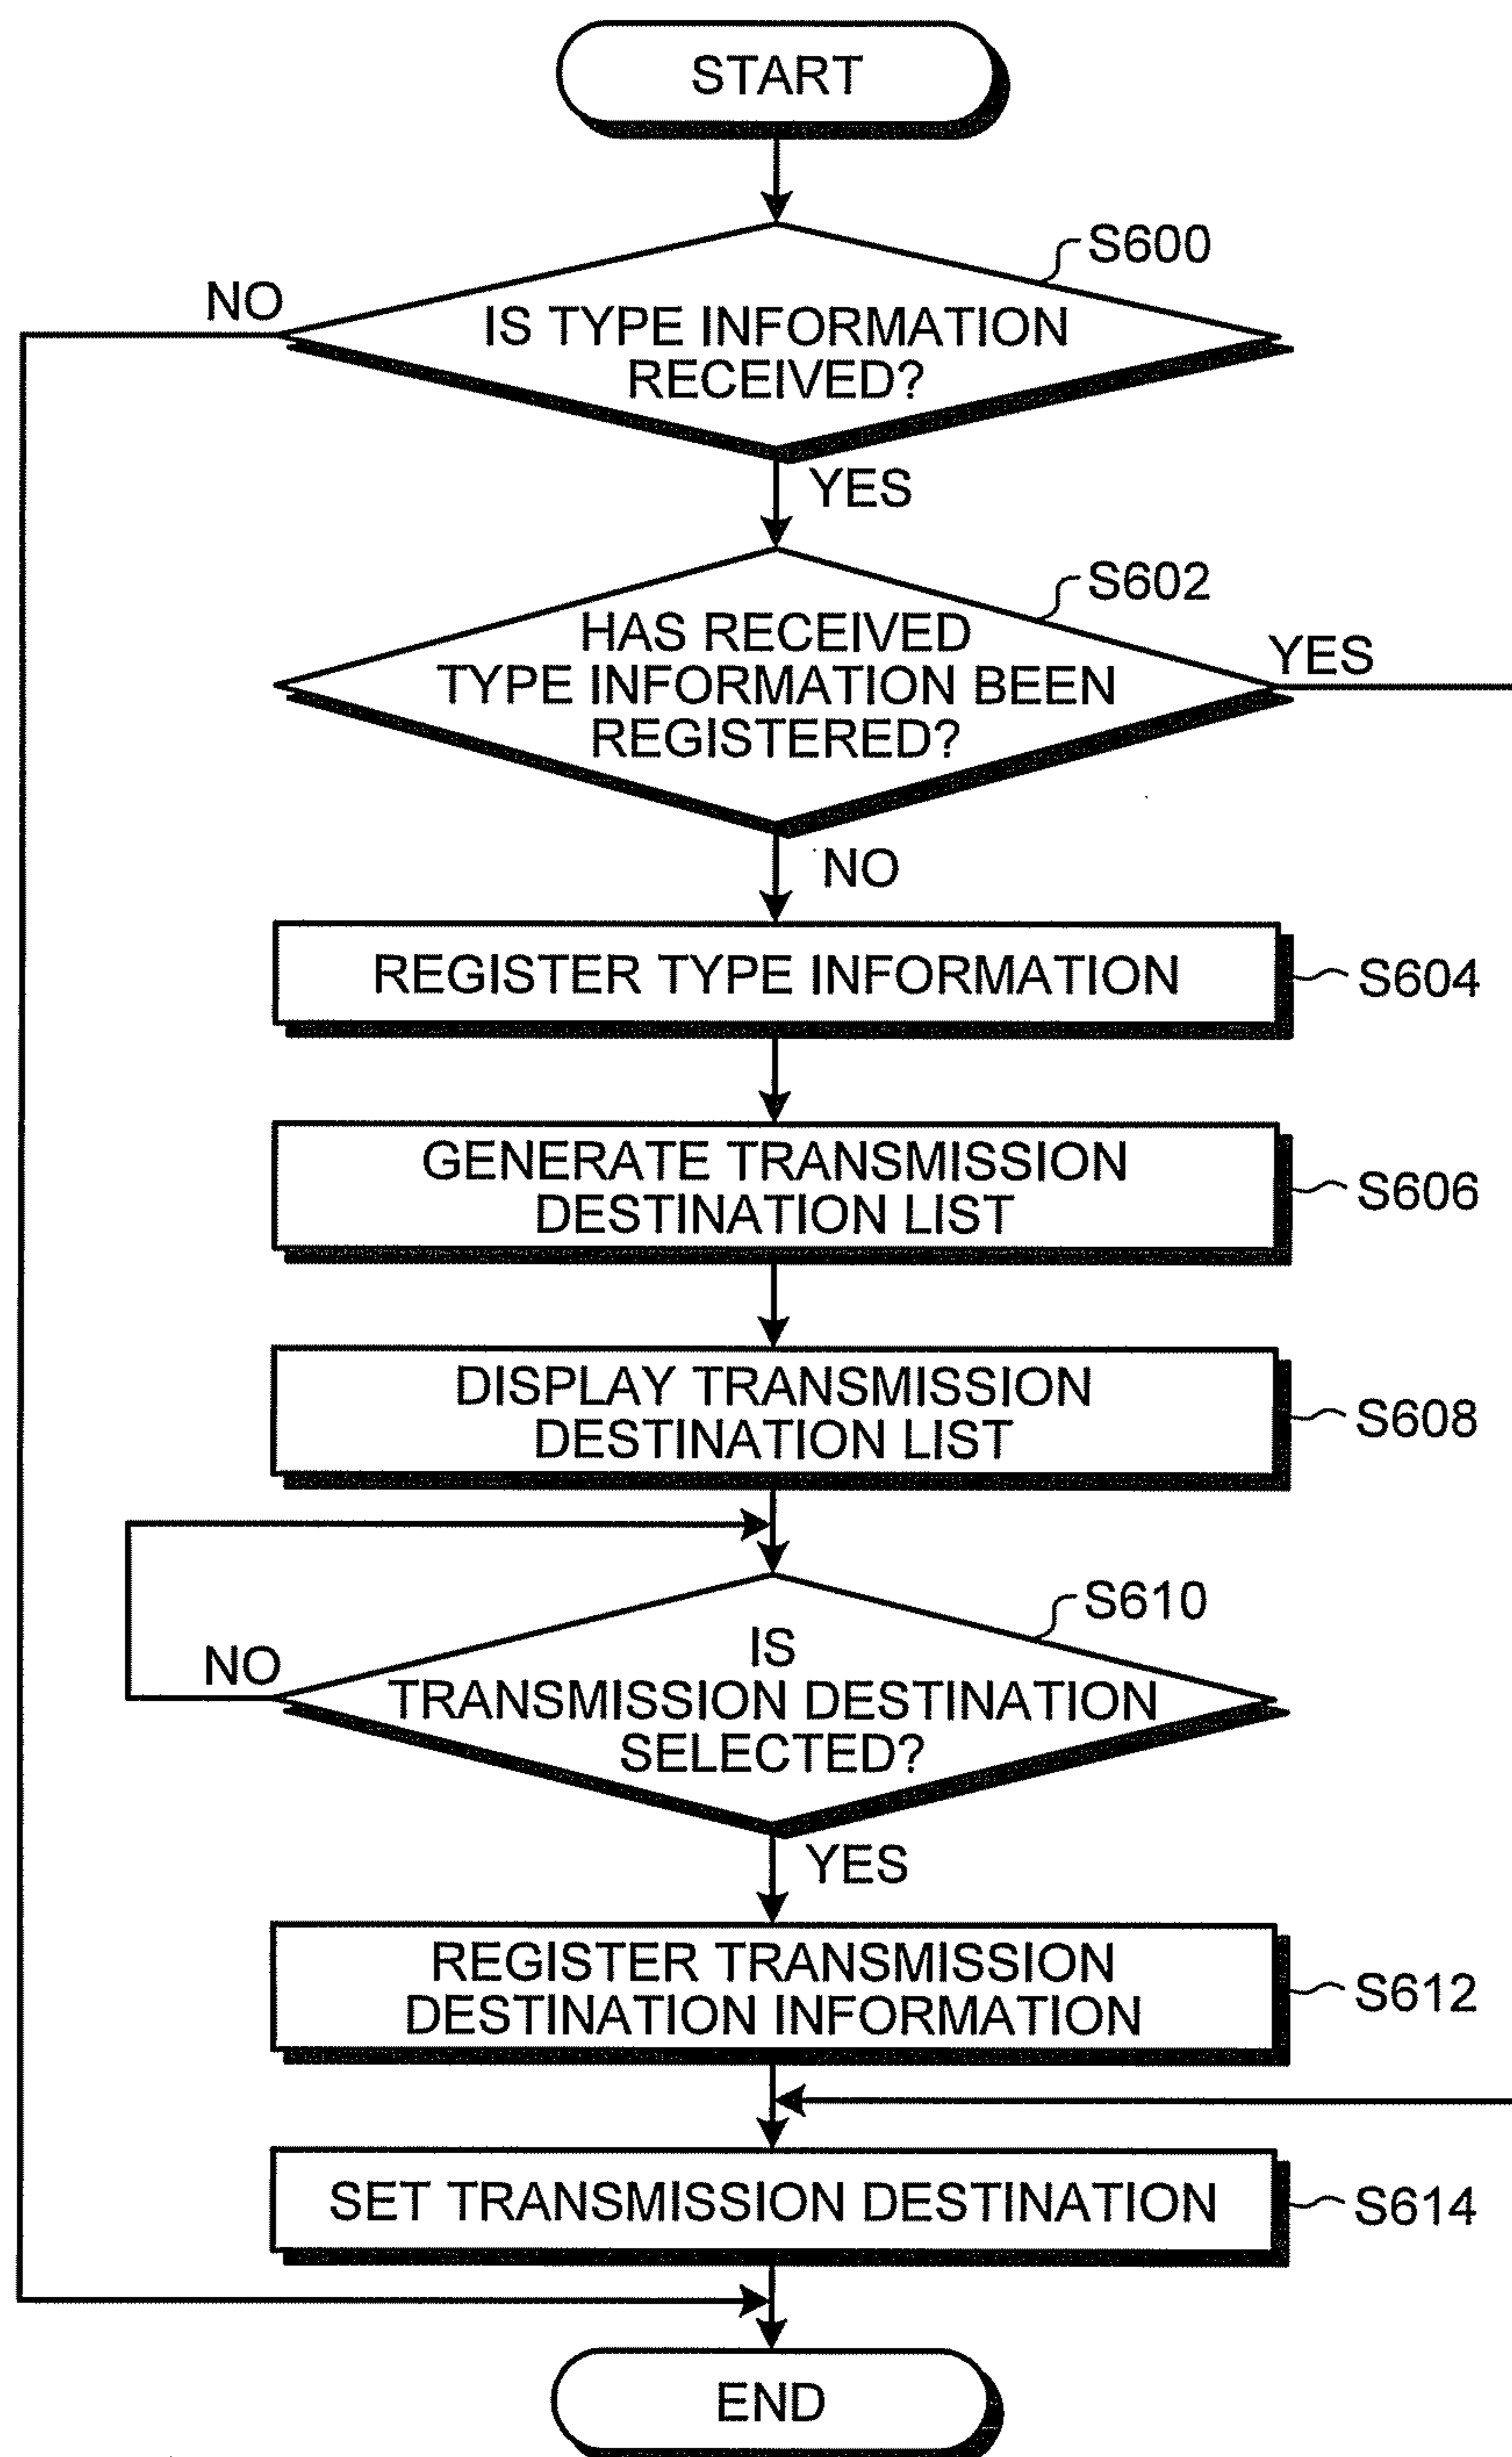 START
S600
NO
IS TYPE INFORMATION
RECEIVED?
YES
S602
HAS RECEIVED
TYPE INFORMATION BEEN
REGISTERED?
YES
NO
REGISTER TYPE INFORMATION
S604
GENERATE TRANSMISSION
DESTINATION LIST
S606
DISPLAY TRANSMISSION
DESTINATION LIST
S608
S610
NO
IS
TRANSMISSION DESTINATION
SELECTED?
YES
REGISTER TRANSMISSION
DESTINATION INFORMATION
S612
SET TRANSMISSION DESTINATION
S614
END